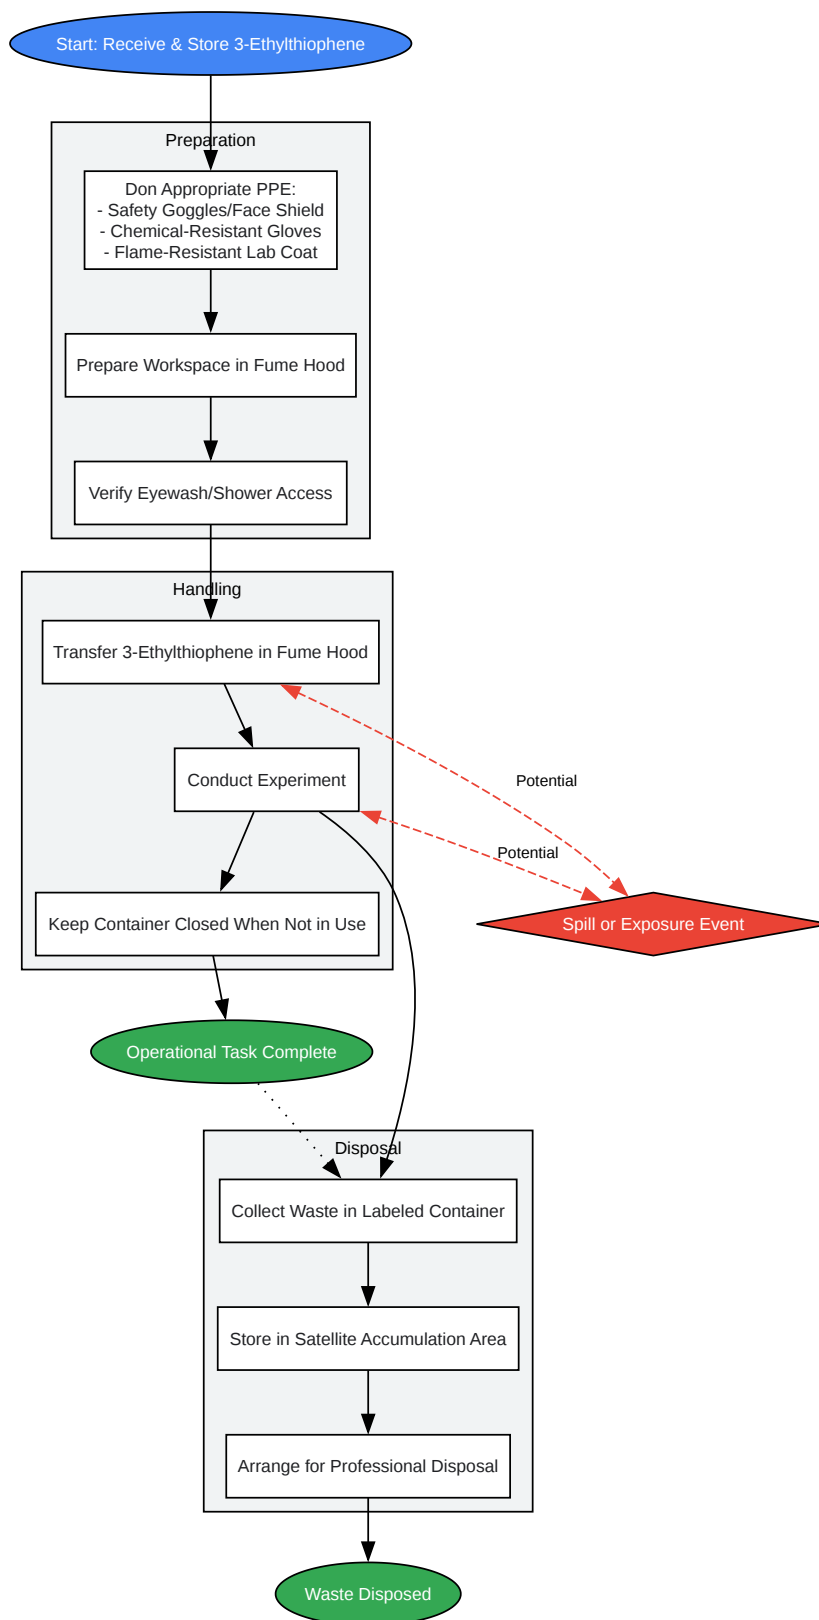 Start: Receive & Store 3-Ethylthiophene
Preparation
Don Appropriate PPE:
- Safety Goggles/Face Shield
- Chemical-Resistant Gloves
- Flame-Resistant Lab Coat
Prepare Workspace in Fume Hood
Verify Eyewash/Shower Access
Handling
Transfer 3-Ethylthiophene in Fume Hood
Conduct Experiment
Potential
Potential
Keep Container Closed When Not in Use
Spill or Exposure Event
Operational Task Complete
Disposal
Collect Waste in Labeled Container
Store in Satellite Accumulation Area
Arrange for Professional Disposal
Waste Disposed